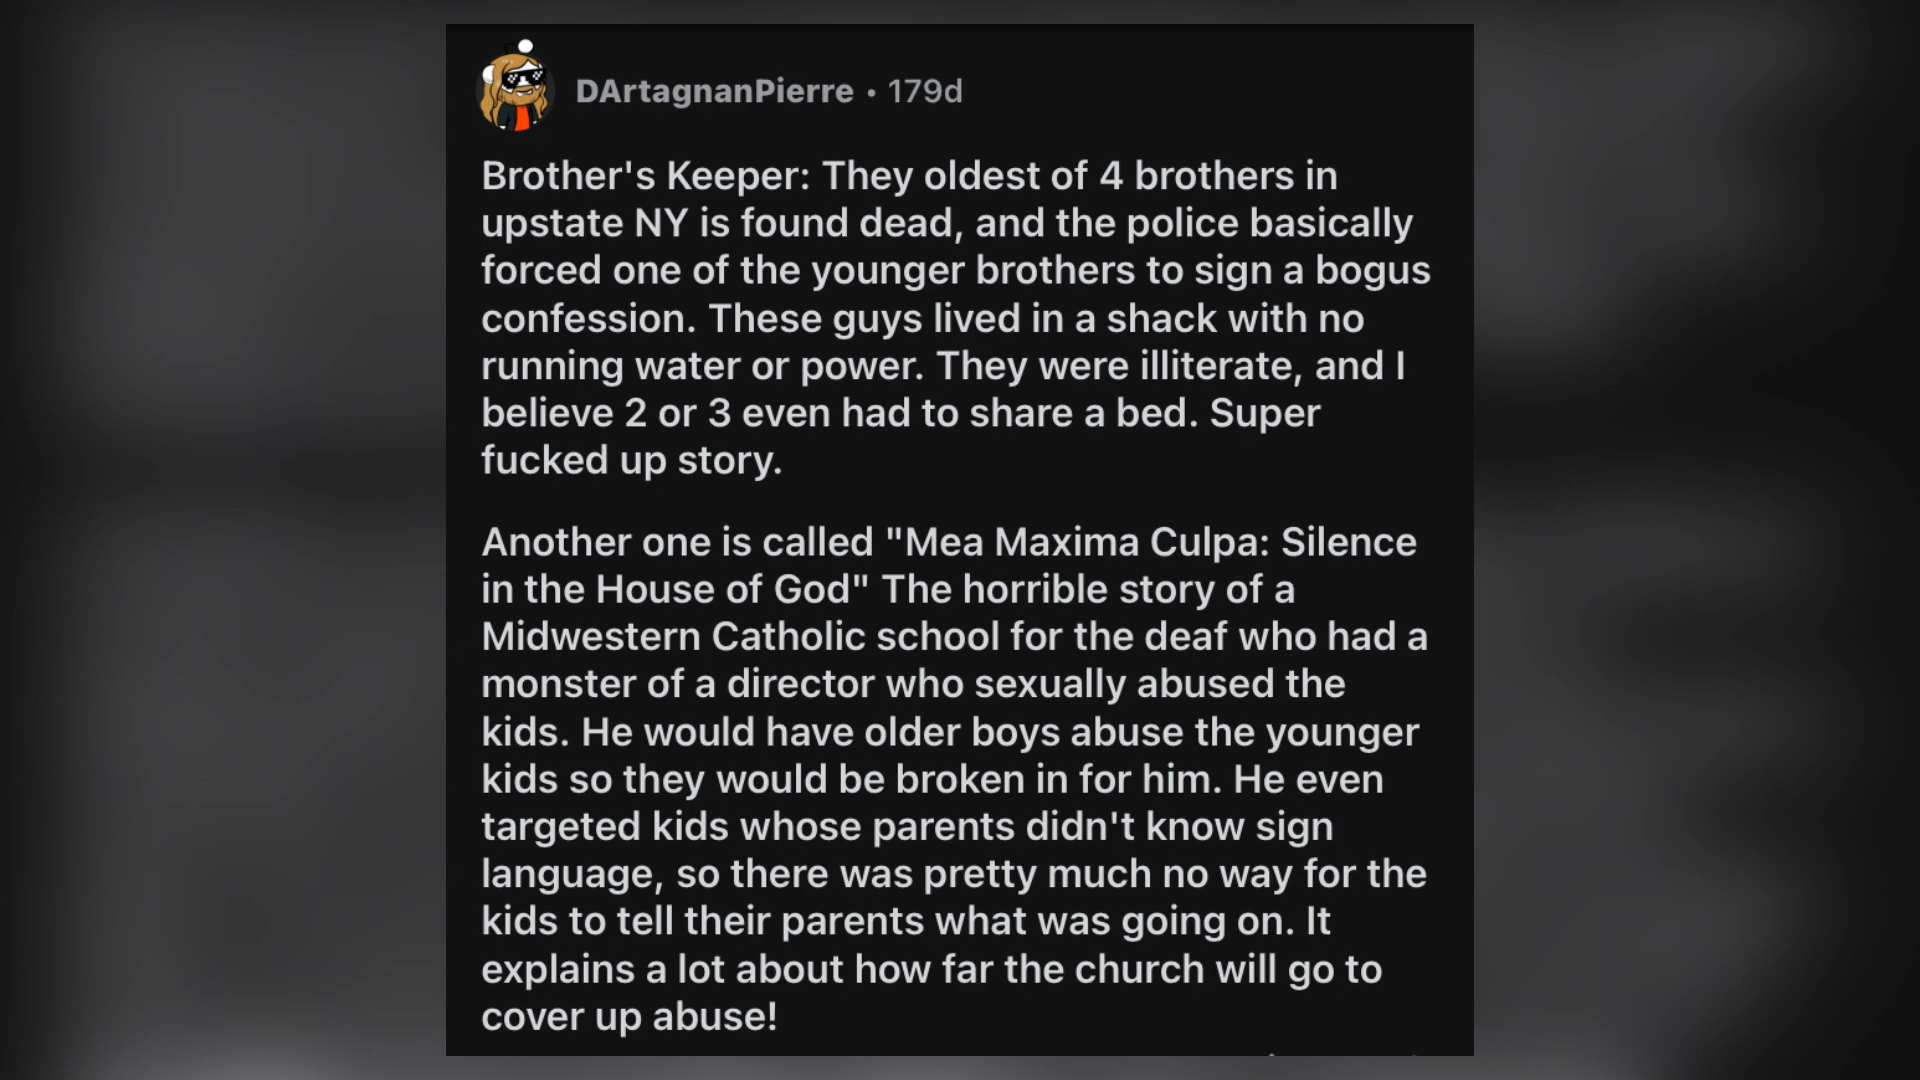 DArtagnanPierre • 179d
Brother's Keeper: They oldest of 4 brothers in
upstate NY is found dead, and the police basically
forced one of the younger brothers to sign a bogus
confession. These guys lived in a shack with no
running water or power. They were illiterate, and I
believe 2 or 3 even had to share a bed. Super
fucked up story.
Another one is called "Mea Maxima Culpa: Silence
in the House of God" The horrible story of a
Midwestern Catholic school for the deaf who had a
monster of a director who sexually abused the
kids. He would have older boys abuse the younger
kids so they would be broken in for him. He even
targeted kids whose parents didn't know sign
language, so there was pretty much no way for the
kids to tell their parents what was going on. It
explains a lot about how far the church will go to
cover up abuse!